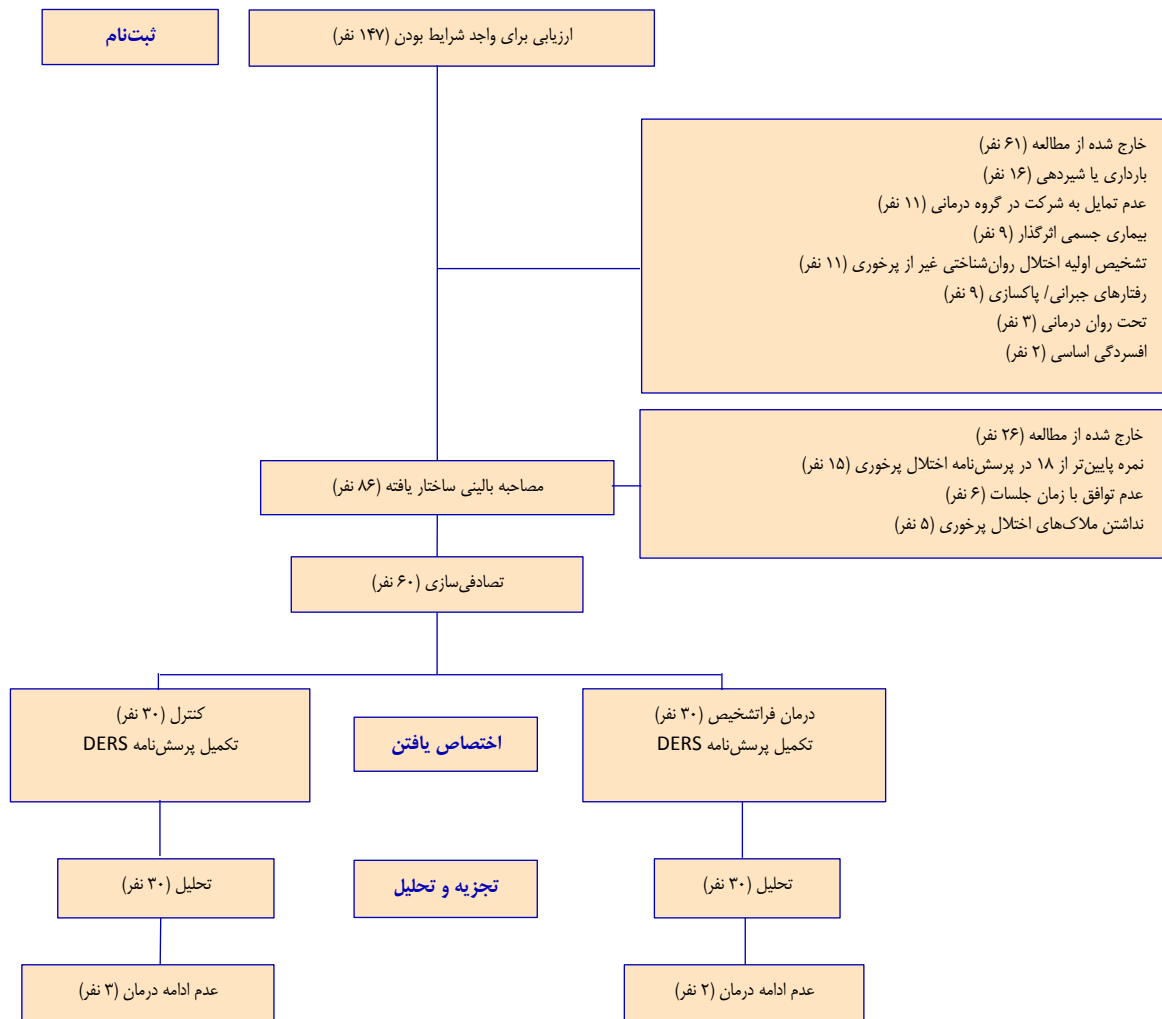 ثبت‌نام
ارزیابی برای واجد شرایط بودن (۱۴۷ نفر)
خارج شده از مطالعه (۶۱ نفر)
بارداری یا شیردهی (۱۶ نفر)
عدم تمایل به شرکت در گروه درمانی (۱۱ نفر)
بیماری جسمی اثرگذار (۹ نفر)
تشخیص اولیه اختلال روان‌شناختی غیر از پرخوری (۱۱ نفر)
رفتارهای جبرانی/ پاکسازی (۹ نفر)
تحت روان درمانی (۳ نفر)
افسردگی اساسی (۲ نفر)
خارج شده از مطالعه (۲۶ نفر)
نمره پایین‌تر از ۱۸ در پرسش‌نامه اختلال پرخوری (۱۵ نفر)
عدم توافق با زمان جلسات (۶ نفر)
نداشتن ملاک‌های اختلال پرخوری (۵ نفر)
مصاحبه بالینی ساختار یافته (۸۶ نفر)
تصادفی‌سازی (۶۰ نفر)
درمان فراتشخیص (۳۰ نفر)
تکمیل پرسش‌نامه DERS
اختصاص یافتن
کنترل (۳۰ نفر)
تکمیل پرسش‌نامه DERS
تحلیل (۳۰ نفر)
تجزیه و تحلیل
تحلیل (۳۰ نفر)
عدم ادامه درمان (۲ نفر)
عدم ادامه درمان (۳ نفر)